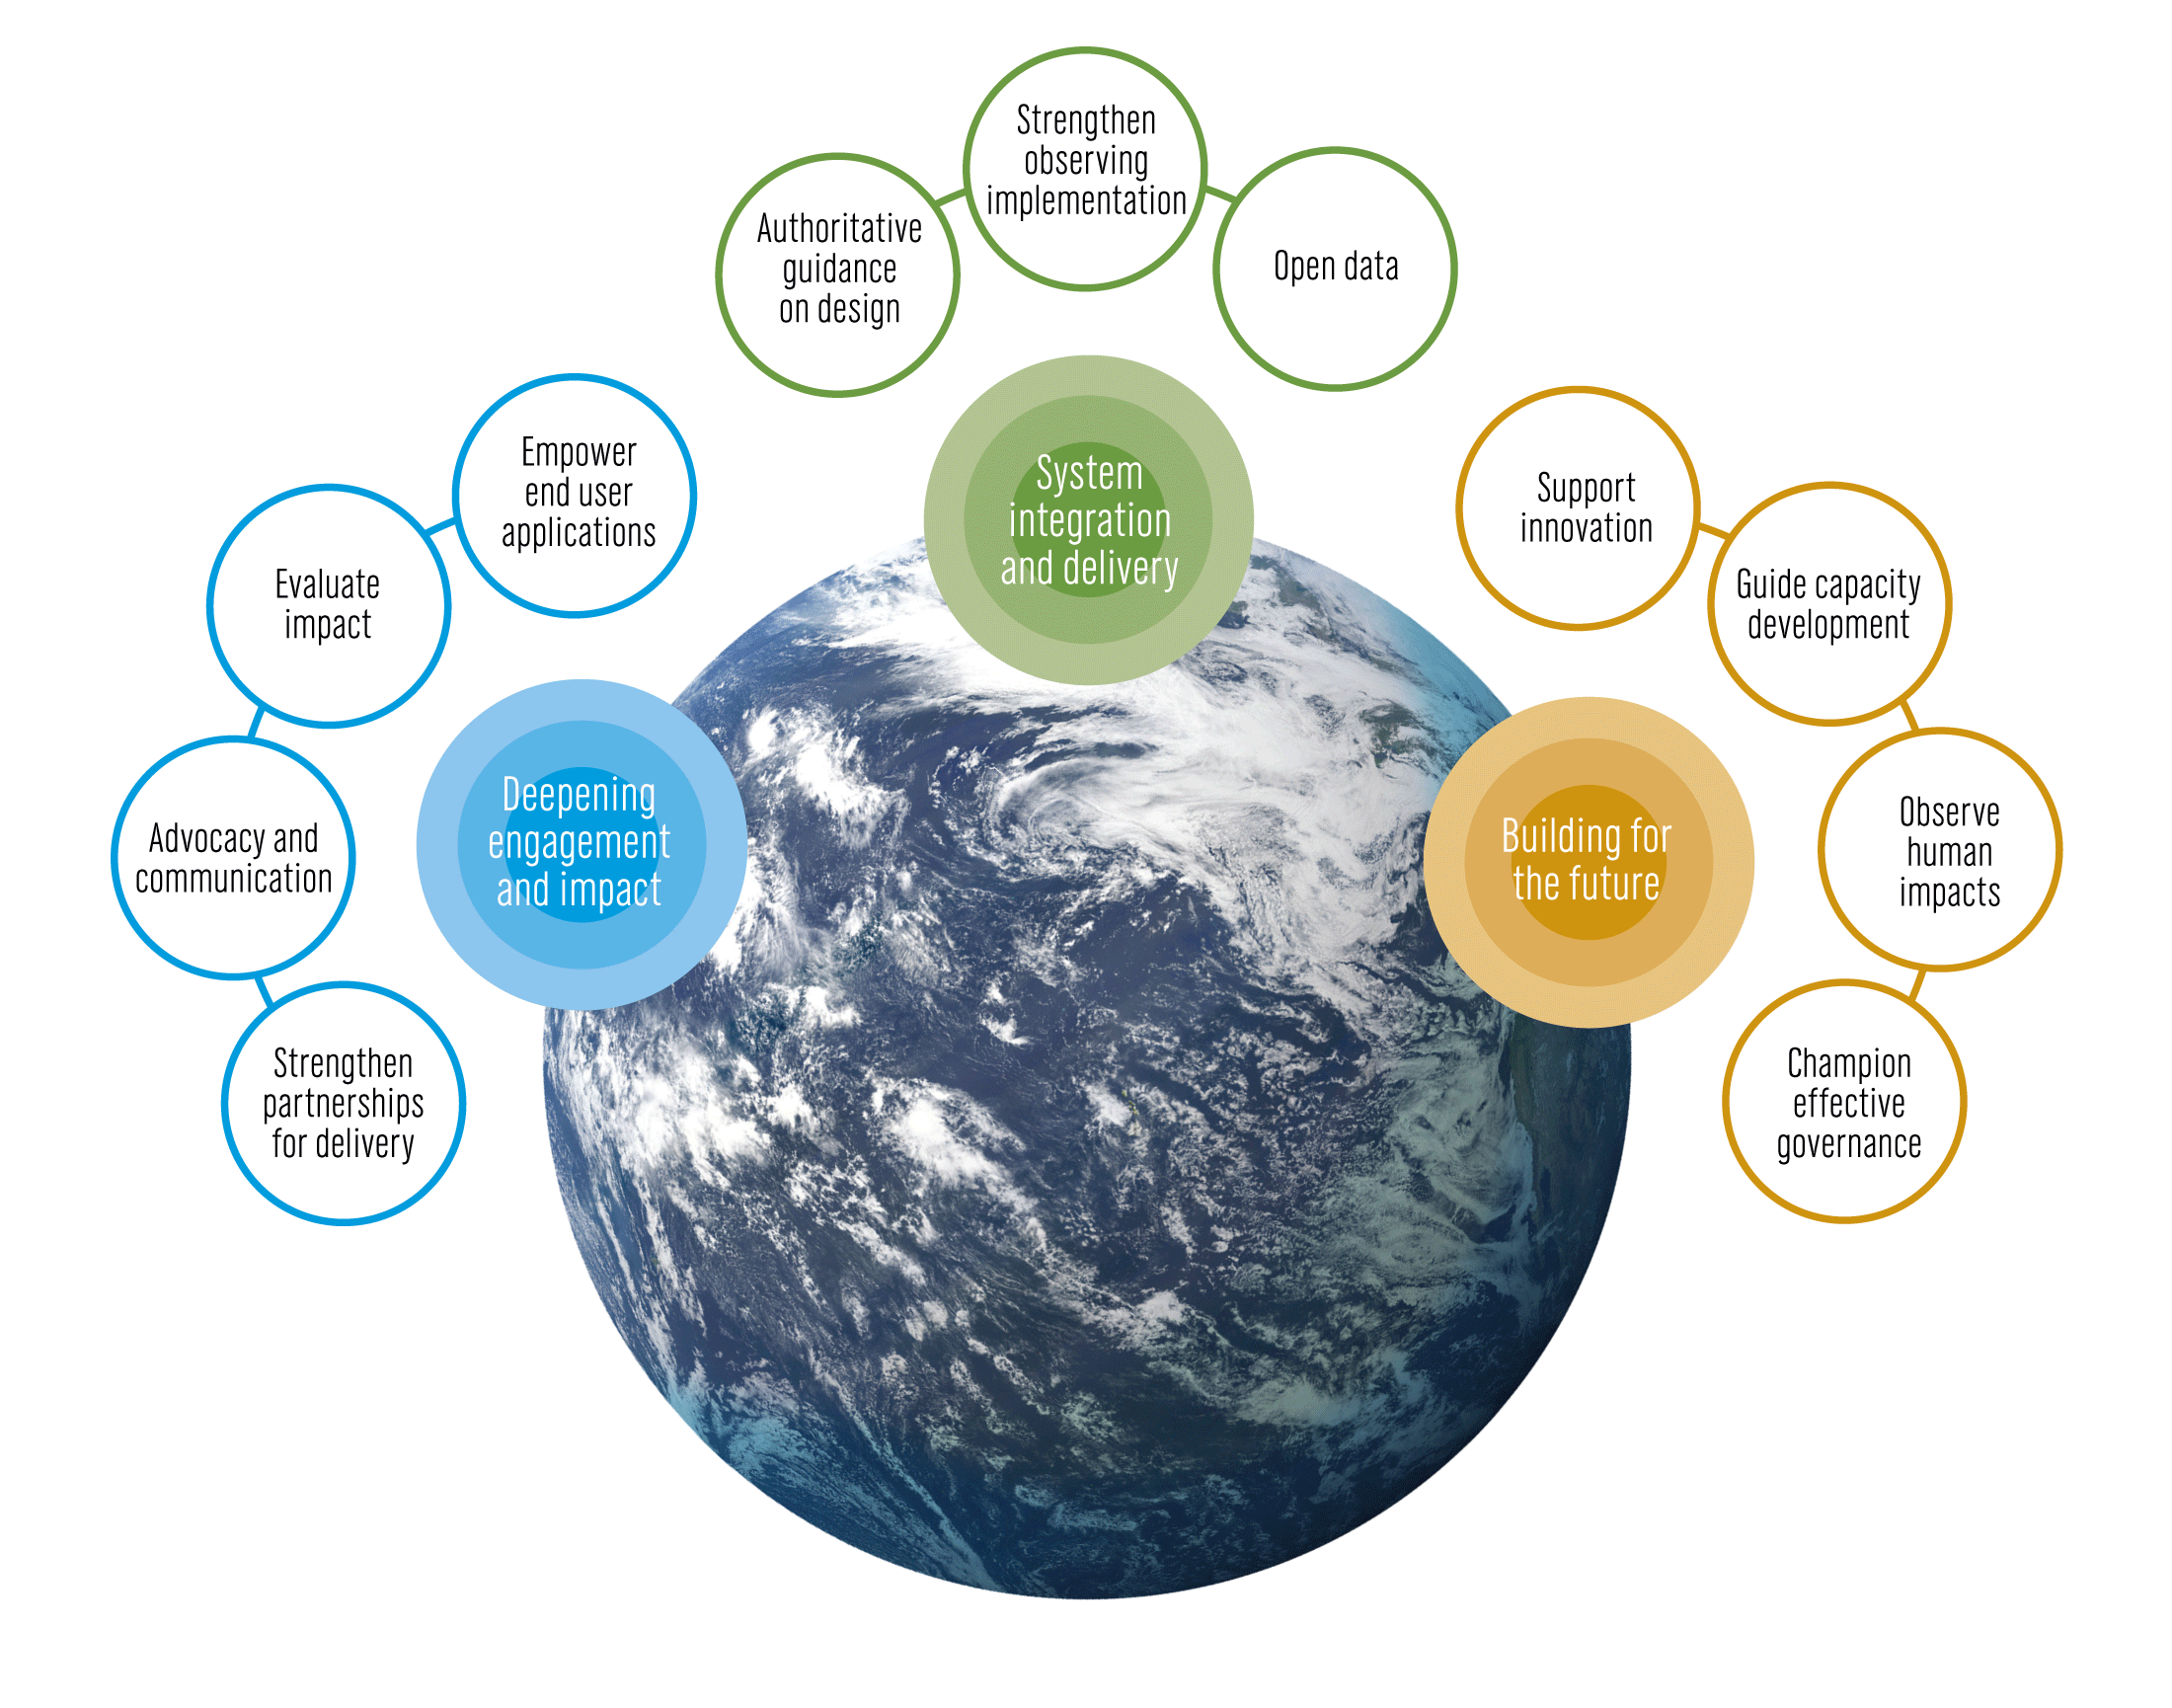 Strengthen
observing
implementation
Authoritative
guidance
on design
Open data
System
integration
and delivery
Empower
end user
applications
Evaluate
impact
Advocacy and
communication
Strengthen
partnerships
for delivery
Deepening
engagement
and impact
Support
innovation
Guide capacity
development
Observe
human
impacts
Champion
effective
governance
Building for
the future